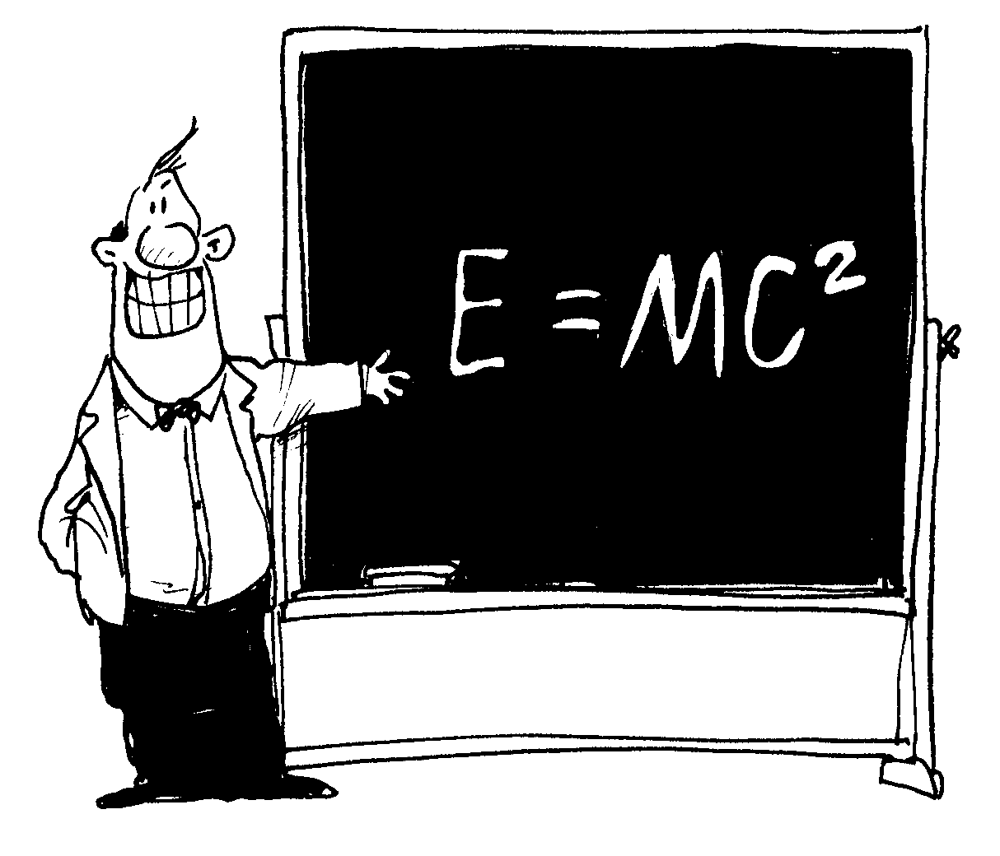 E = MC²